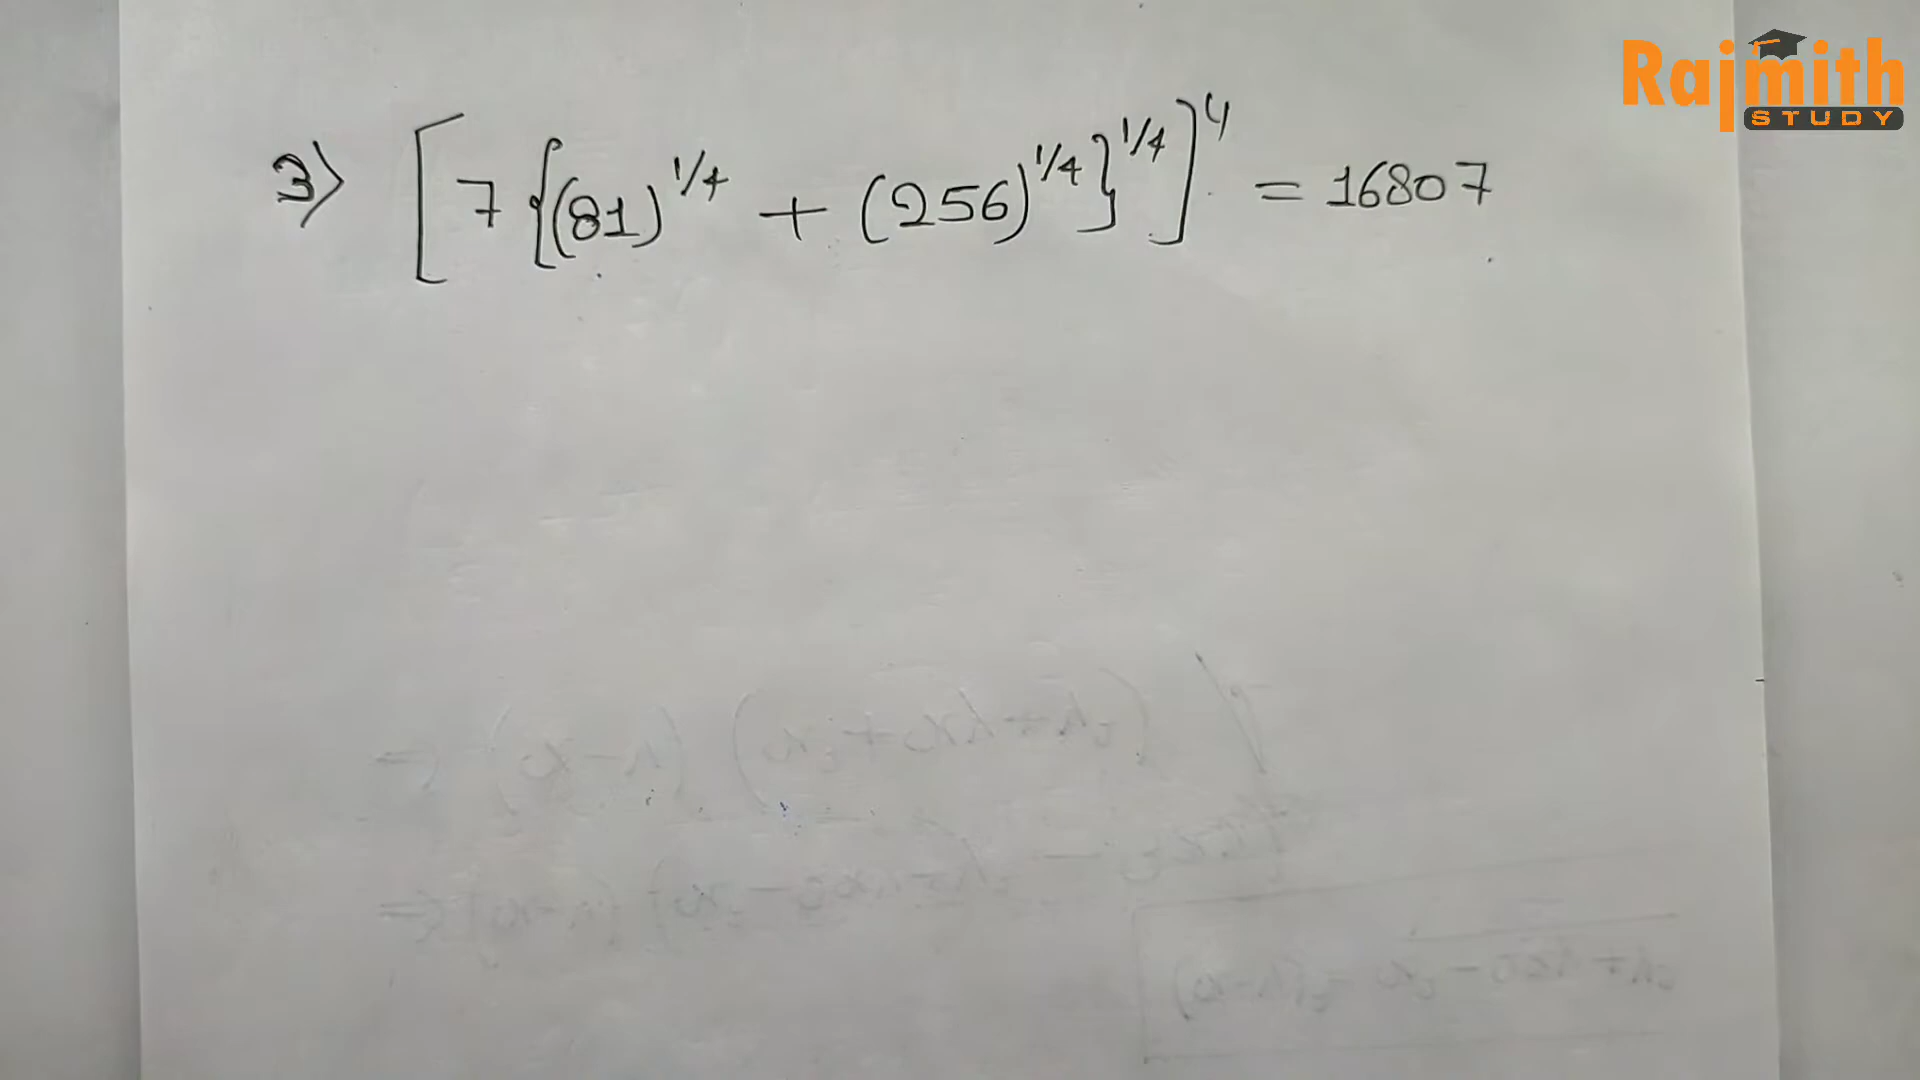 Rajmith
STUDY
3) [7{(81)^1/4 + (256)^1/4}^1/4]^4 = 16807